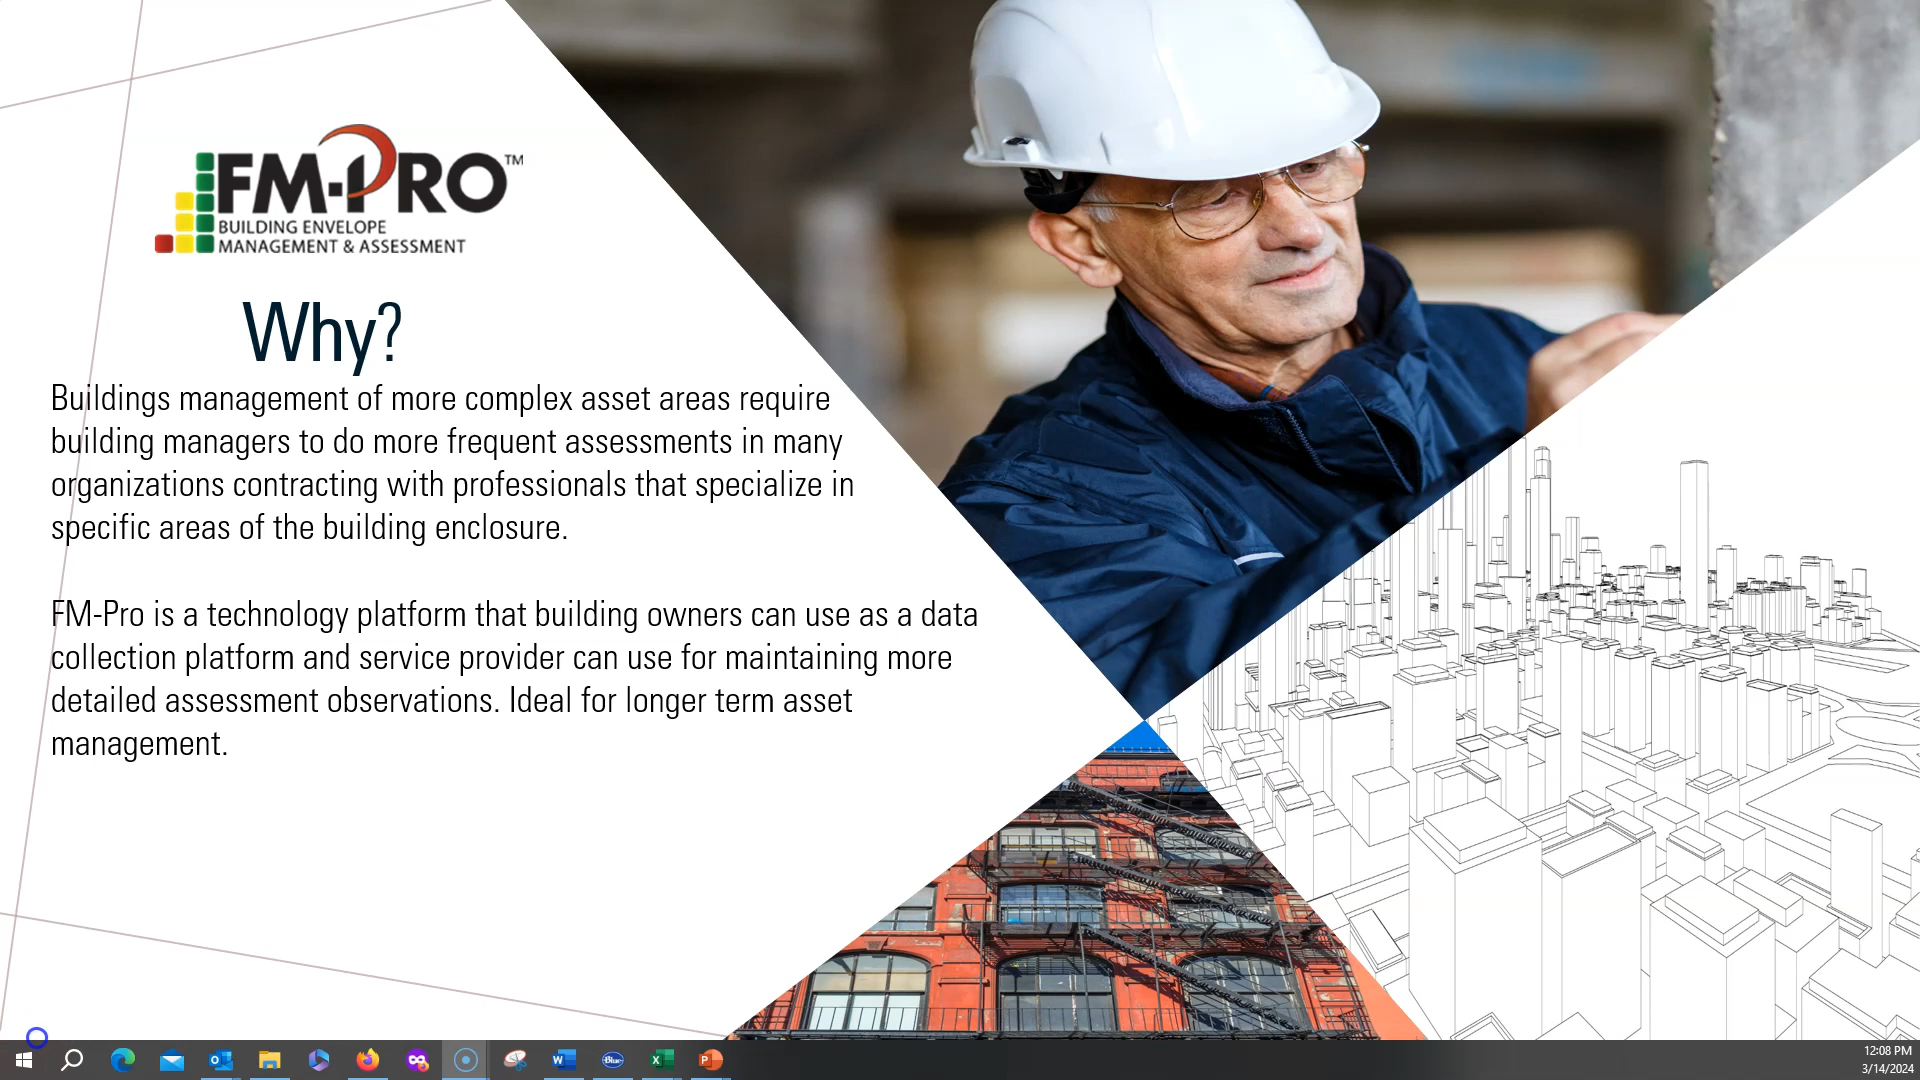 FM-PRO™
BUILDING ENVELOPE
MANAGEMENT & ASSESSMENT
Why?
Buildings management of more complex asset areas require
building managers to do more frequent assessments in many
organizations contracting with professionals that specialize in
specific areas of the building enclosure.
FM-Pro is a technology platform that building owners can use as a data
collection platform and service provider can use for maintaining more
detailed assessment observations. Ideal for longer term asset
management.
Blue
12:08 PM
3/14/2024